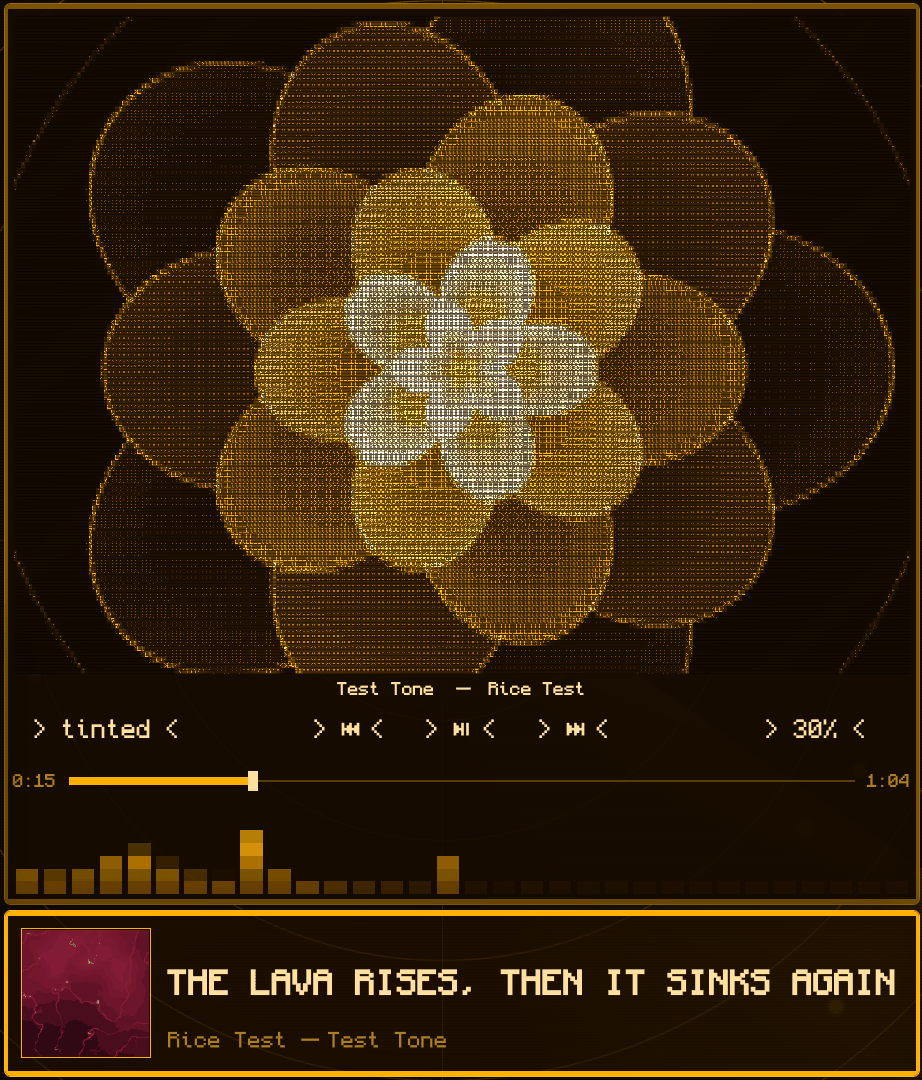 Test Tone — Rice Test
> tinted < > ⏮ < > ⏯ < > ⏭ < > 30% <
0:15 1:04
THE LAVA RISES, THEN IT SINKS AGAIN
Rice Test — Test Tone